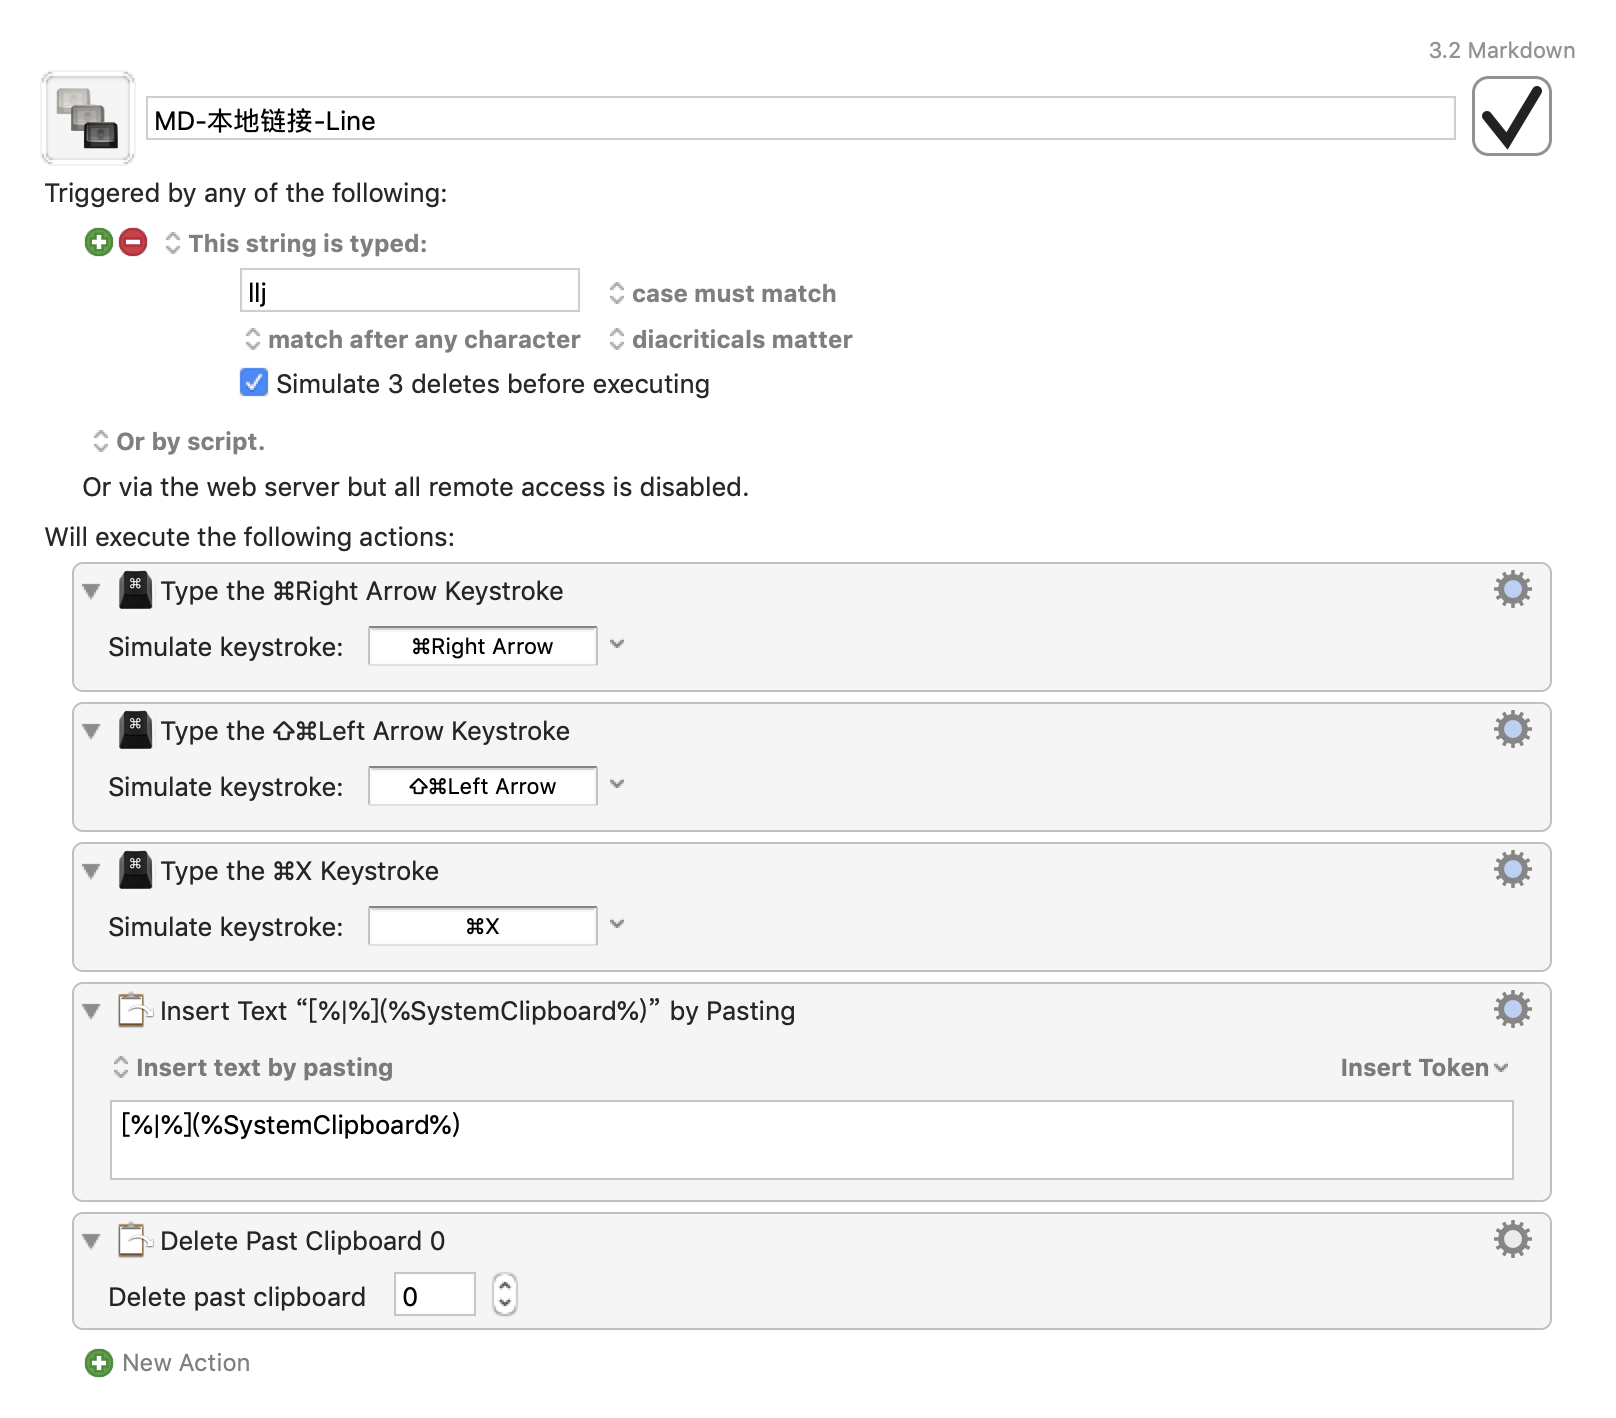 3.2 Markdown
MD-本地链接-Line
Triggered by any of the following:
This string is typed:
llj
case must match
match after any character
diacriticals matter
Simulate 3 deletes before executing
Or by script.
Or via the web server but all remote access is disabled.
Will execute the following actions:
Type the ⌘Right Arrow Keystroke
Simulate keystroke: ⌘Right Arrow
Type the ⇧⌘Left Arrow Keystroke
Simulate keystroke: ⇧⌘Left Arrow
Type the ⌘X Keystroke
Simulate keystroke: ⌘X
Insert Text “[%|%](%SystemClipboard%)” by Pasting
Insert text by pasting
Insert Token
[%|%](%SystemClipboard%)
Delete Past Clipboard 0
Delete past clipboard 0
New Action